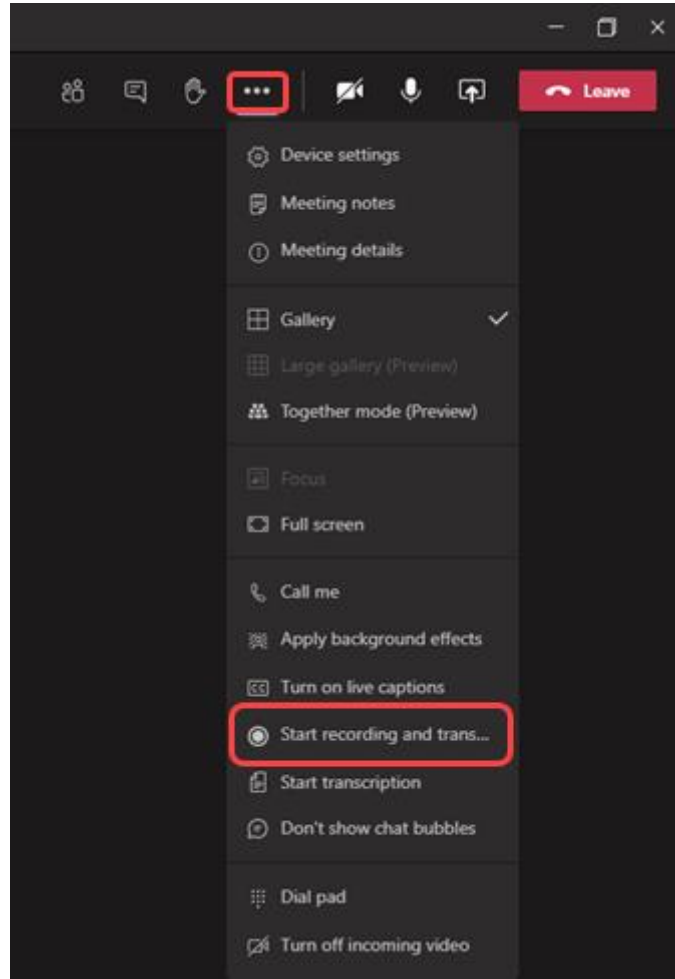 Leave
Device settings
Meeting notes
Meeting details
Gallery
Large gallery (Preview)
Together mode (Preview)
Focus
Full screen
Call me
Apply background effects
CC Turn on live captions
Start recording and trans...
Start transcription
Don't show chat bubbles
Dial pad
Turn off incoming video